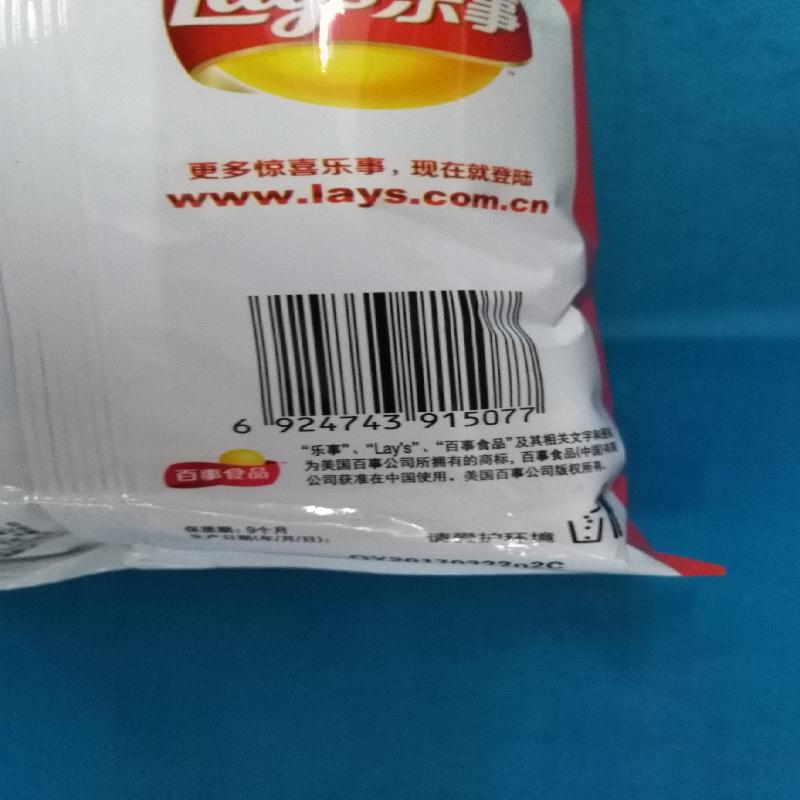 Lay's乐事
更多惊喜乐事，现在就登陆
www.lays.com.cn
6 924743 915077
"乐事"、"Lay's"、"百事食品"及其相关文字和
为美国百事公司所拥有的商标，百事食品(中国)有限
公司获准在中国使用。美国百事公司版权所有。
百事食品
保质期：9个月
生产日期(年/月/日)：
请爱护环境